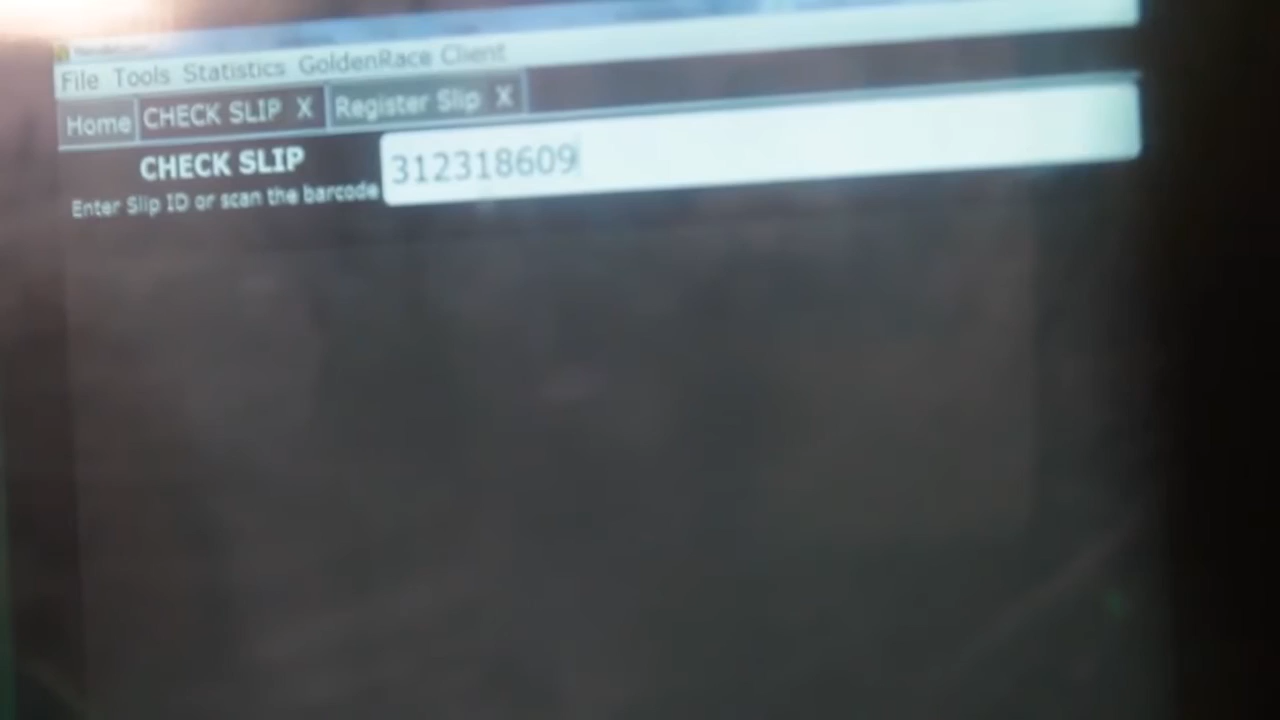 File Tools Statistics GoldenRace Client
Home CHECK SLIP X Register Slip X
CHECK SLIP 312318609
Enter Slip ID or scan the barcode